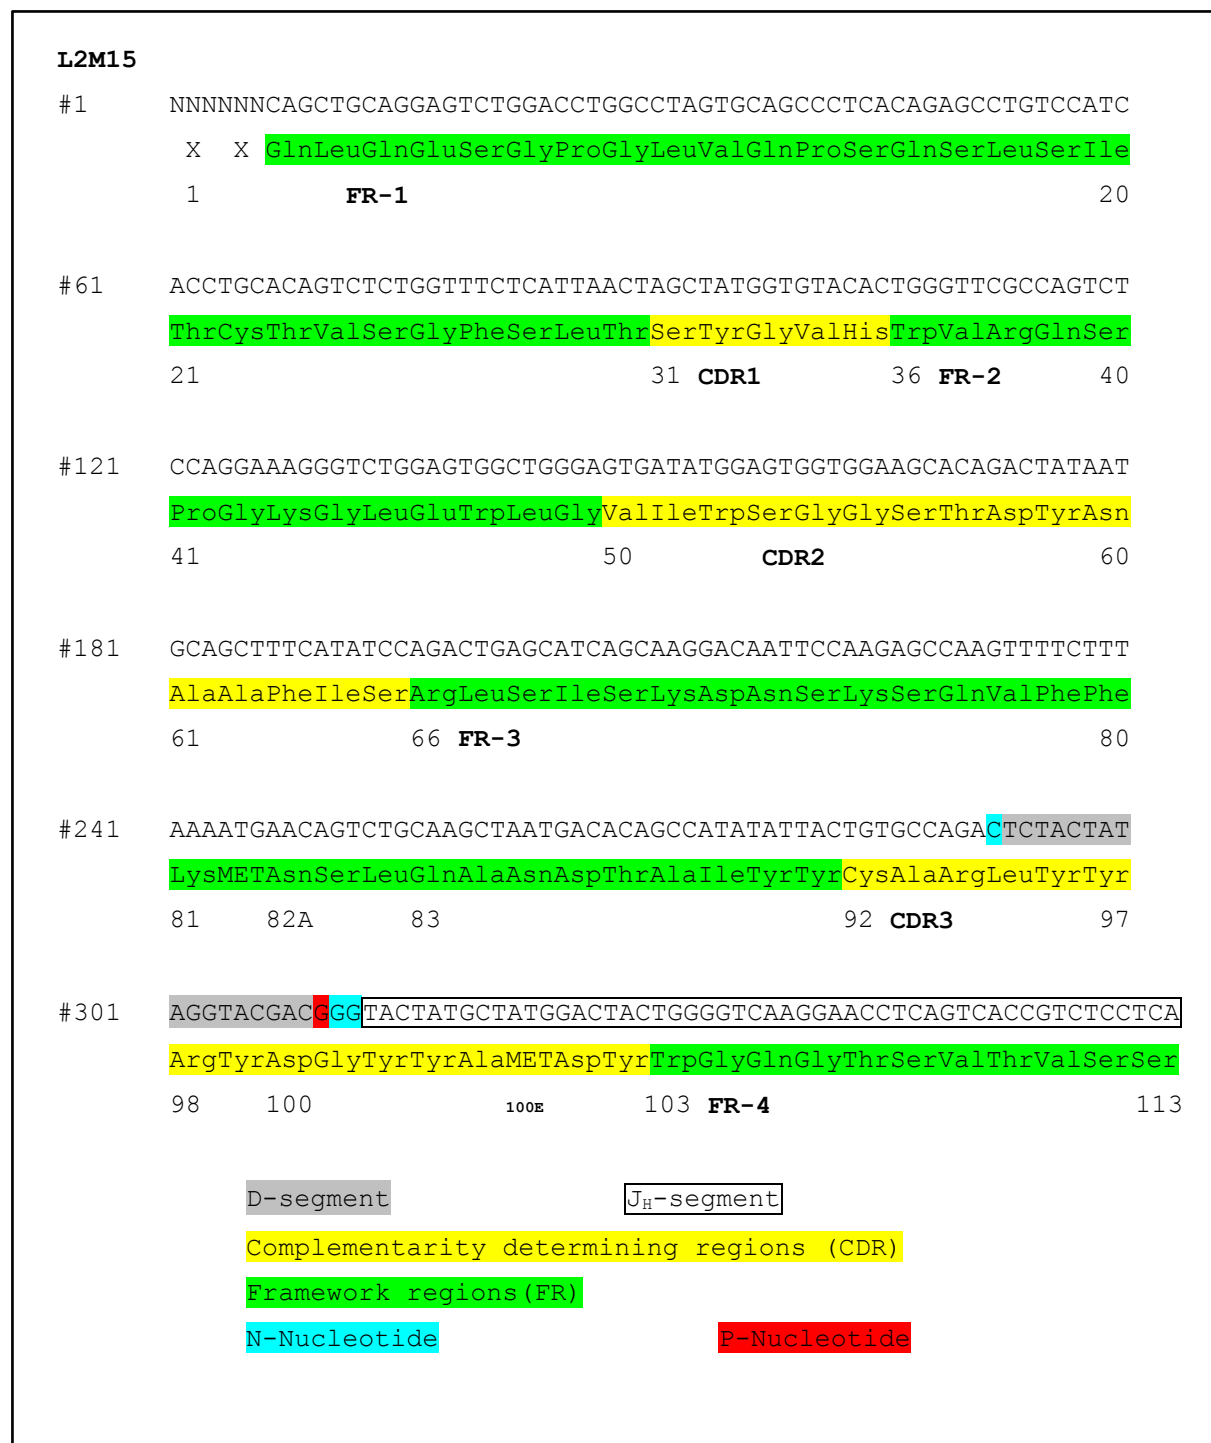 L2M15
#1 NNNNNNCAGCTGCAGGAGTCTGGACCTGGCCTAGTGCAGCCCTCACAGAGCCTGTCCATC
X X GlnLeuGlnGluSerGlyProGlyLeuValGlnProSerGlnSerLeuSerIle
1 FR-1 20
#61 ACCTGCACAGTCTCTGGTTTCTCATTAACTAGCTATGGTGTACACTGGGTTCGCCAGTCT
ThrCysThrValSerGlyPheSerLeuThrSerTyrGlyValHisTrpValArgGlnSer
21 31 CDR1 36 FR-2 40
#121 CCAGGAAAGGGTCTGGAGTGGCTGGGAGTGATATGGAGTGGTGGAAGCACAGACTATAAT
ProGlyLysGlyLeuGluTrpLeuGlyValIleTrpSerGlyGlySerThrAspTyrAsn
41 50 CDR2 60
#181 GCAGCTTTCATATCCAGACTGAGCATCAGCAAGGACAATTCCAAGAGCCAAGTTTTCTTT
AlaAlaPheIleSerArgLeuSerIleSerLysAspAsnSerLysSerGlnValPhePhe
61 66 FR-3 80
#241 AAAATGAACAGTCTGCAAGCTAATGACACAGCCATATATTACTGTGCCAGACTCTACTAT
LysMETAsnSerLeuGlnAlaAsnAspThrAlaIleTyrTyrCysAlaArgLeuTyrTyr
81 82A 83 92 CDR3 97
#301 AGGTACGACGGGTACTATGCTATGGACTACTGGGGTCAAGGAACCTCAGTCACCGTCTCCTCA
ArgTyrAspGlyTyrTyrAlaMETAspTyrTrpGlyGlnGlyThrSerValThrValSerSer
98 100 100E 103 FR-4 113
D-segment JH-segment
Complementarity determining regions (CDR)
Framework regions(FR)
N-Nucleotide P-Nucleotide